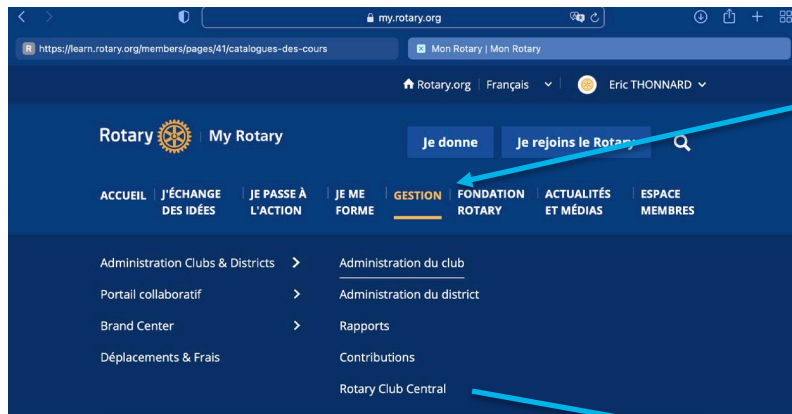 my.rotary.org
R https://learn.rotary.org/members/pages/41/catalogues-des-cours
Mon Rotary | Mon Rotary
Rotary.org Français Eric THONNARD
Rotary My Rotary
Je donne Je rejoins le Rotary
ACCUEIL J'ÉCHANGE DES IDÉES JE PASSE À L'ACTION JE ME FORME GESTION FONDATION ROTARY ACTUALITÉS ET MÉDIAS ESPACE MEMBRES
Administration Clubs & Districts
Portail collaboratif
Brand Center
Déplacements & Frais
Administration du club
Administration du district
Rapports
Contributions
Rotary Club Central